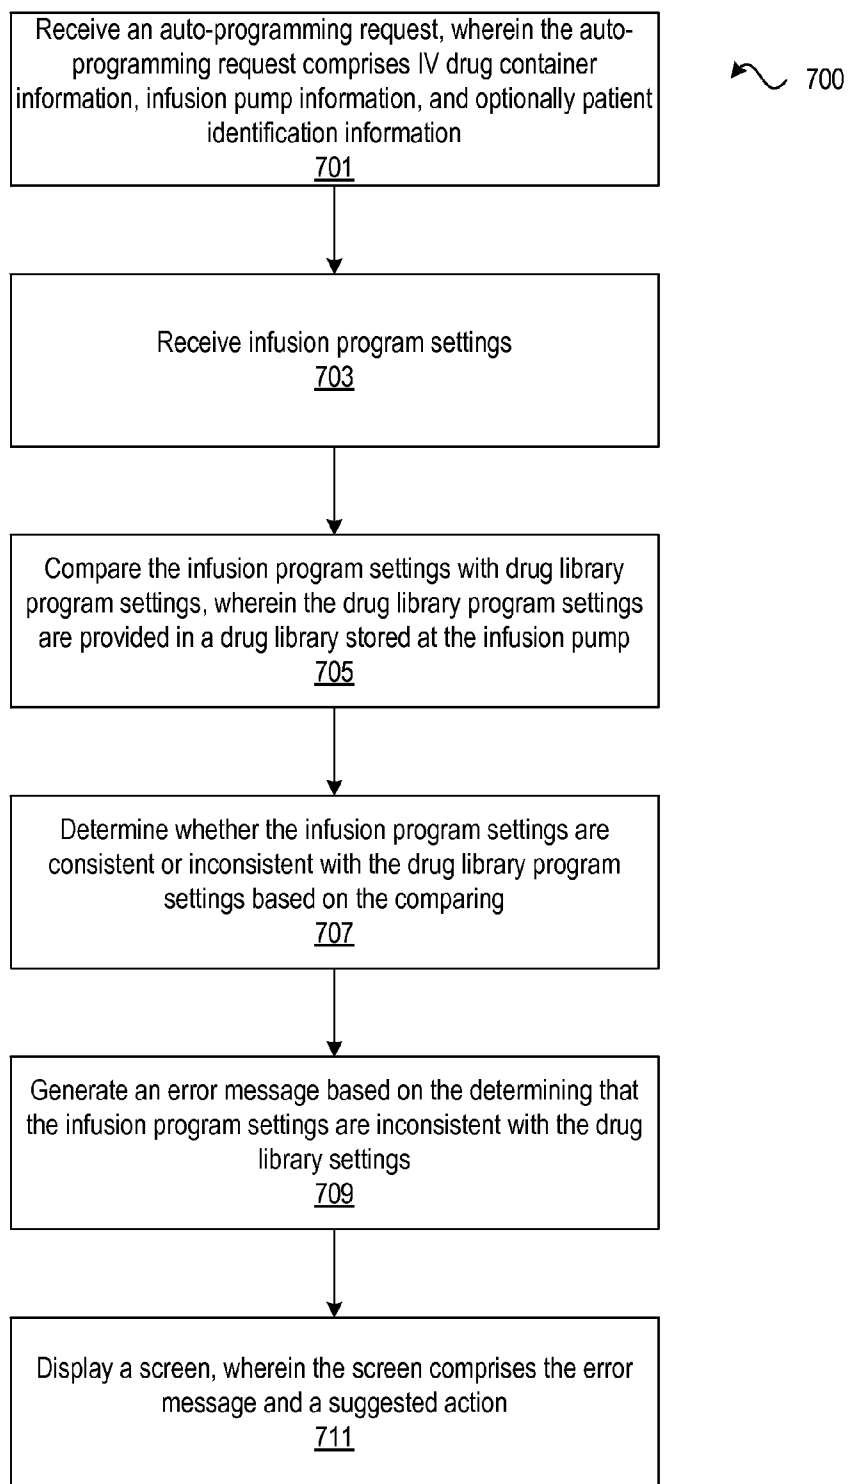 Receive an auto-programming request, wherein the auto-
programming request comprises IV drug container
information, infusion pump information, and optionally patient
identification information
701
700
Receive infusion program settings
703
Compare the infusion program settings with drug library
program settings, wherein the drug library program settings
are provided in a drug library stored at the infusion pump
705
Determine whether the infusion program settings are
consistent or inconsistent with the drug library program
settings based on the comparing
707
Generate an error message based on the determining that
the infusion program settings are inconsistent with the drug
library settings
709
Display a screen, wherein the screen comprises the error
message and a suggested action
711